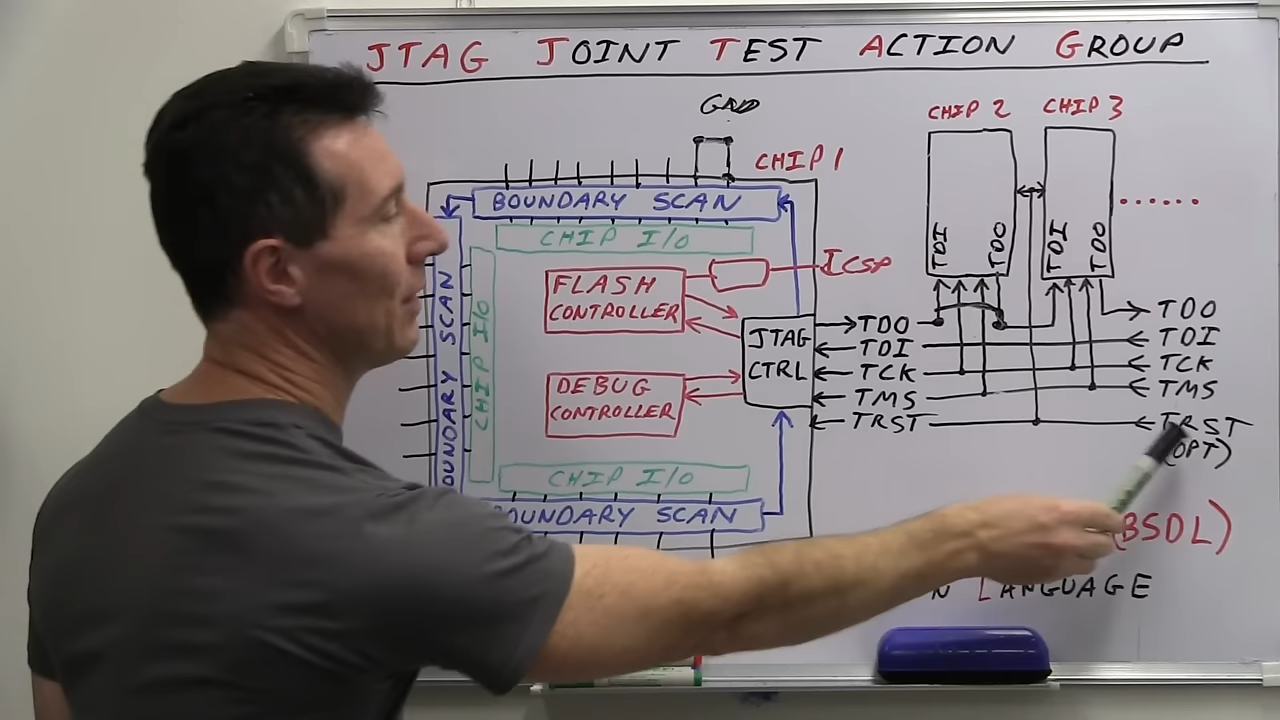 JTAG JOINT TEST ACTION GROUP
GND
CHIP 1
CHIP 2
CHIP 3
BOUNDARY SCAN
CHIP I/O
BOUNDARY SCAN
CHIP I/O
FLASH
CONTROLLER
ICSP
DEBUG
CONTROLLER
JTAG
CTRL
CHIP I/O
BOUNDARY SCAN
TDI
TDO
TDI
TDO
......
TDO
TDI
TCK
TMS
TRST
TDO
TDI
TCK
TMS
TRST
(OPT)
(BSDL)
N LANGUAGE